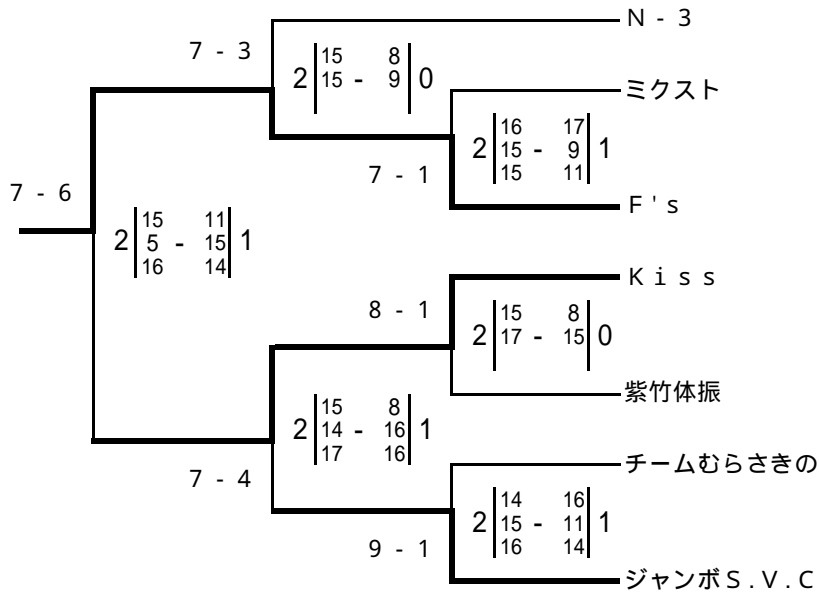 N - 3
7 - 3
2 15 - 8 0
15 9
ミクスト
2 16 17 1
15 - 9
15 11
7 - 1
F ' s
7 - 6
2 15 11 1
5 - 15
16 14
K i s s
8 - 1
2 15 8 0
17 - 15
紫竹体振
2 15 8 1
14 - 16
17 16
チームむらさきの
7 - 4
2 14 16 1
15 - 11
16 14
9 - 1
ジャンボS . V . C